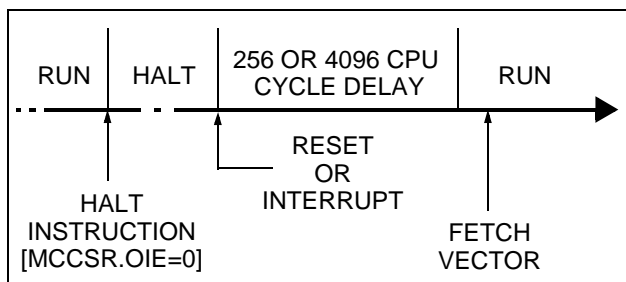 RUN
HALT
256 OR 4096 CPU
CYCLE DELAY
RUN
RESET
OR
INTERRUPT
HALT
INSTRUCTION
[MCCSR.OIE=0]
FETCH
VECTOR